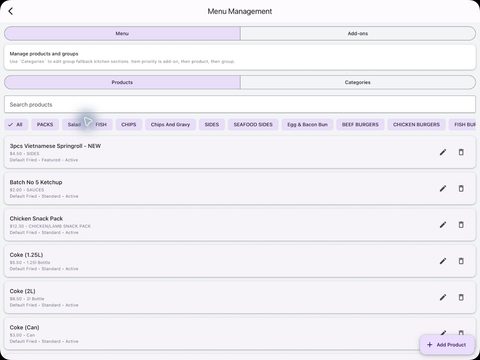 Menu Management
Menu
Add-ons
Manage products and groups
Use `Categories` to edit group fallback kitchen sections. Item priority is add-on, then product, then group.
Products
Categories
Search products
All
PACKS
Salad
FISH
CHIPS
Chips And Gravy
SIDES
SEAFOOD SIDES
Egg & Bacon Bun
BEEF BURGERS
CHICKEN BURGERS
FISH BUR
3pcs Vietnamese Springroll - NEW
$4.50 • SIDES
Default Fried • Featured • Active
Batch No 5 Ketchup
$2.00 • SAUCES
Default Fried • Standard • Active
Chicken Snack Pack
$12.30 • CHICKEN/LAMB SNACK PACK
Default Fried • Standard • Active
Coke (1.25L)
$5.50 • 1.25l Bottle
Default Fried • Standard • Active
Coke (2L)
$6.50 • 2l Bottle
Default Fried • Standard • Active
Coke (Can)
$3.00 • Can
Default Fried • Standard • Active
Add Product